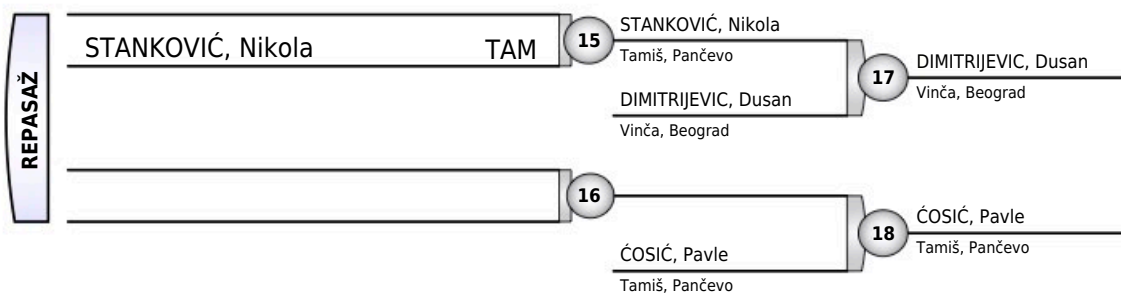 REPASAŽ
STANKOVIĆ, Nikola TAM
15
STANKOVIĆ, Nikola
Tamiš, Pančevo
DIMITRIJEVIC, Dusan
Vinča, Beograd
17
DIMITRIJEVIC, Dusan
Vinča, Beograd
16
ĆOSIĆ, Pavle
Tamiš, Pančevo
18
ĆOSIĆ, Pavle
Tamiš, Pančevo